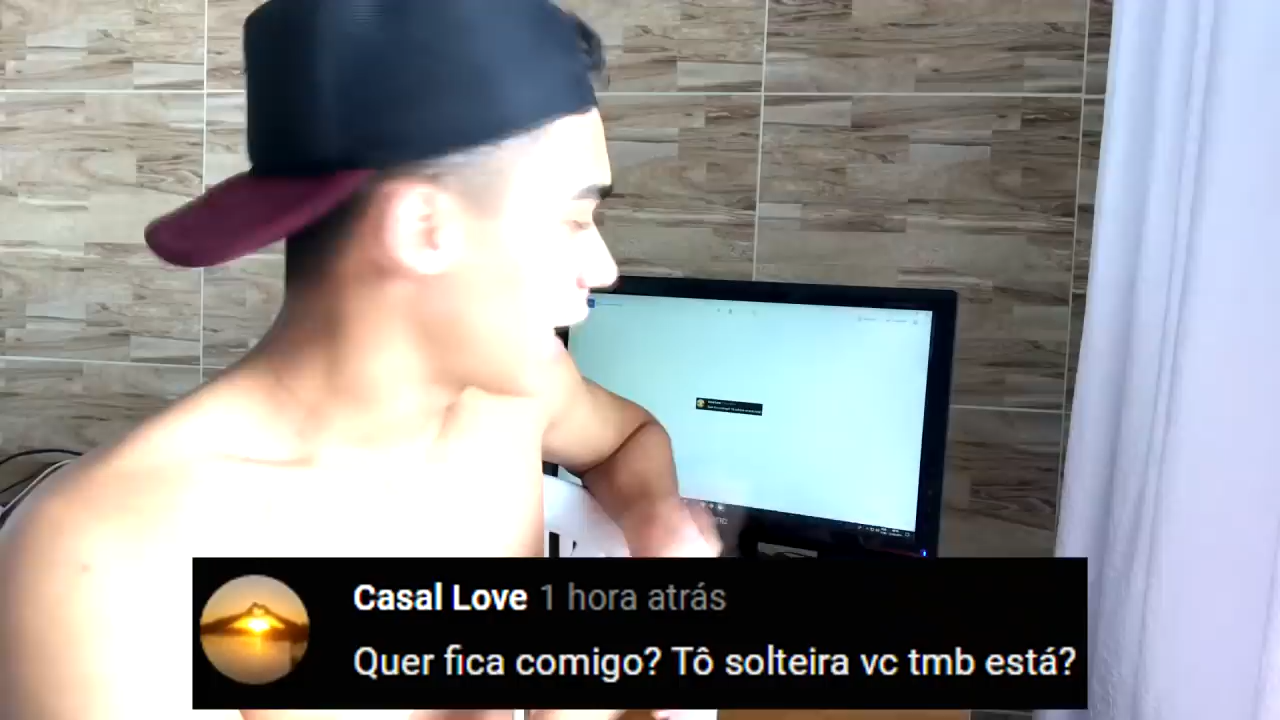 Casal Love 1 hora atrás
Quer fica comigo? Tô solteira vc tmb está?